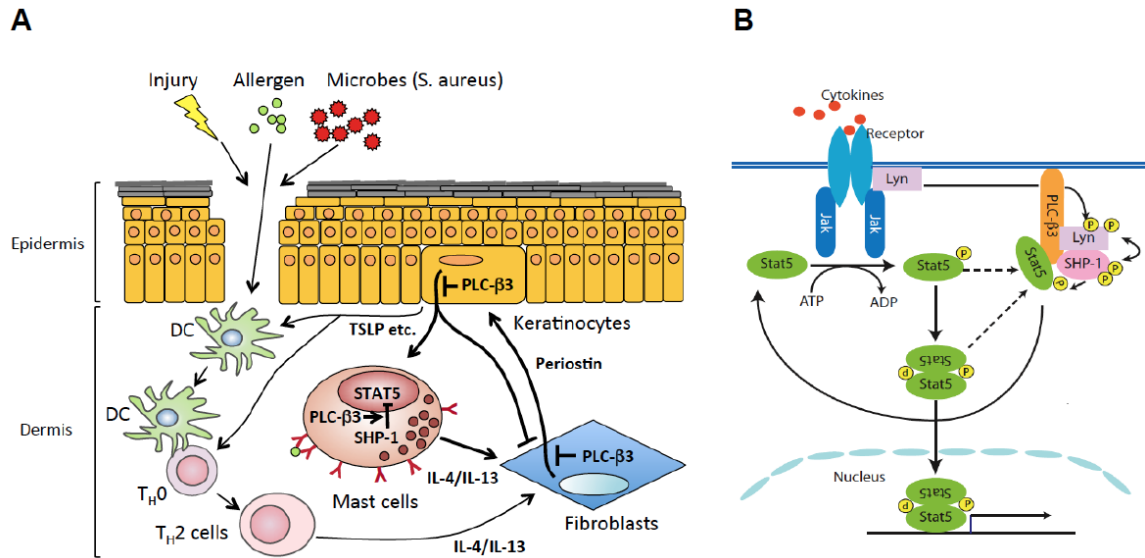 A
Injury
Allergen
Microbes (S. aureus)
Epidermis
PLC-β3
Keratinocytes
TSLP etc.
DC
Periostin
DC
Dermis
STAT5
PLC-β3
SHP-1
PLC-β3
IL-4/IL-13
Mast cells
Fibroblasts
TH0
TH2 cells
IL-4/IL-13
B
Cytokines
Receptor
Lyn
Jak
Jak
PLC-β3
P
P
Lyn
SHP-1
P
P
Stat5
P
Stat5
Stat5
P
ATP
ADP
Stat5
P
Stat5
P
Nucleus
Stat5
P
Stat5
P